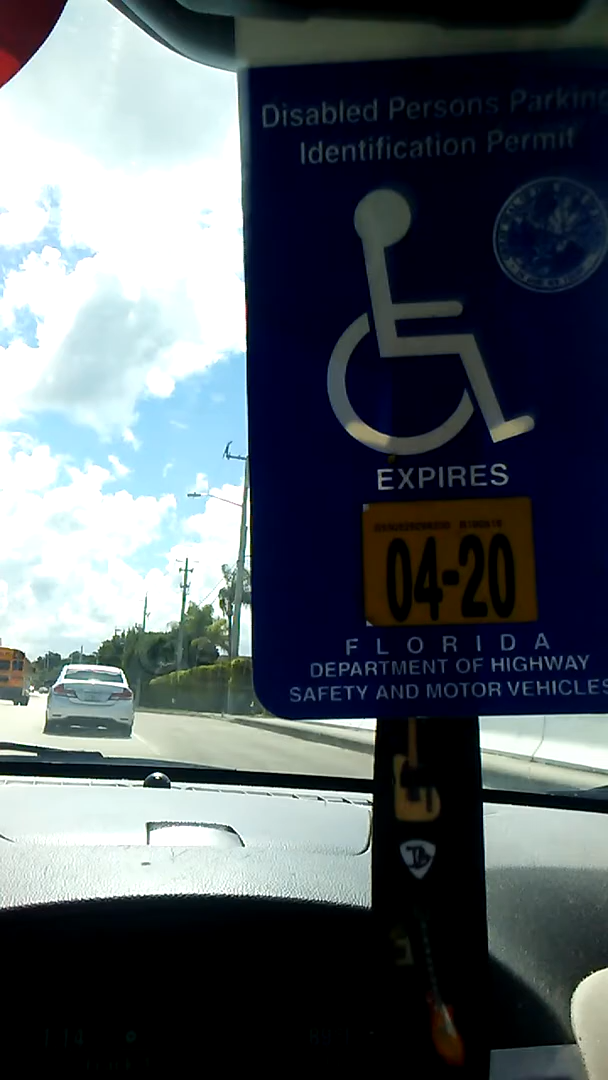 Disabled Persons Parking
Identification Permit
EXPIRES
04-20
FLORIDA
DEPARTMENT OF HIGHWAY
SAFETY AND MOTOR VEHICLES